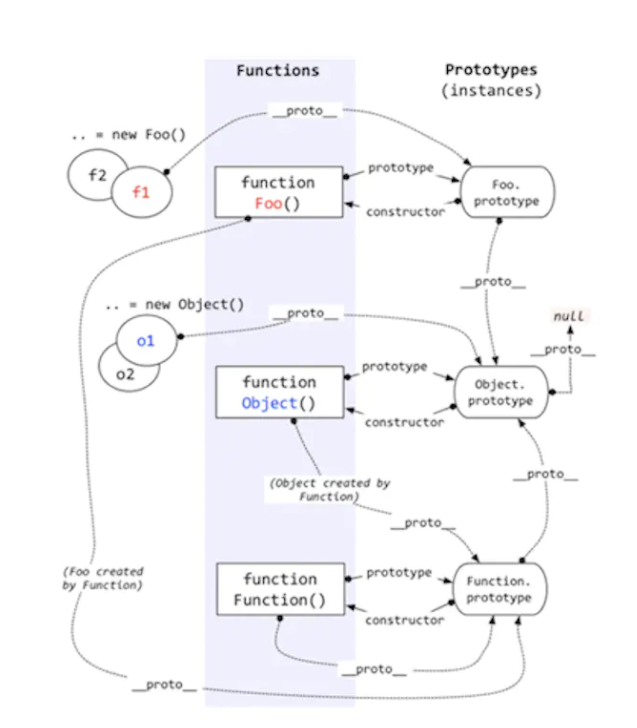 Functions
Prototypes
(instances)
__proto__
.. = new Foo()
f2
f1
function
Foo()
prototype
constructor
Foo.
prototype
__proto__
.. = new Object()
__proto__
null
__proto__
o1
o2
function
Object()
prototype
constructor
Object.
prototype
(Object created by
Function)
__proto__
__proto__
(Foo created
by Function)
function
Function()
prototype
constructor
Function.
prototype
__proto__
__proto__